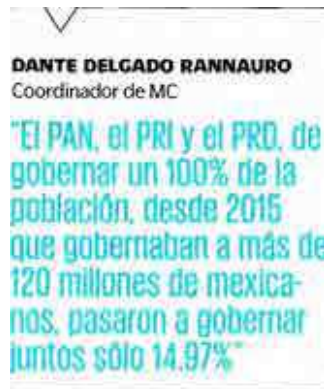 DANTE DELGADO RANNAURO
Coordinador de MC
"El PAN, el PRI y el PRD, de
gobernar un 100% de la
población, desde 2015
que gobernaban a más de
120 millones de mexica-
nos, pasaron a gobernar
juntos sólo 14.97%"